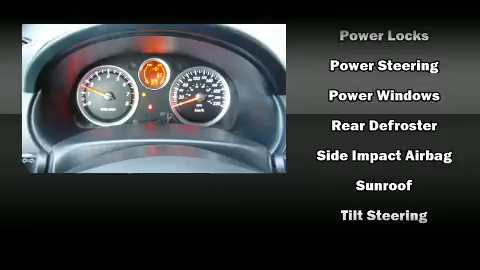 Power Locks
Power Steering
Power Windows
Rear Defroster
Side Impact Airbag
Sunroof
Tilt Steering